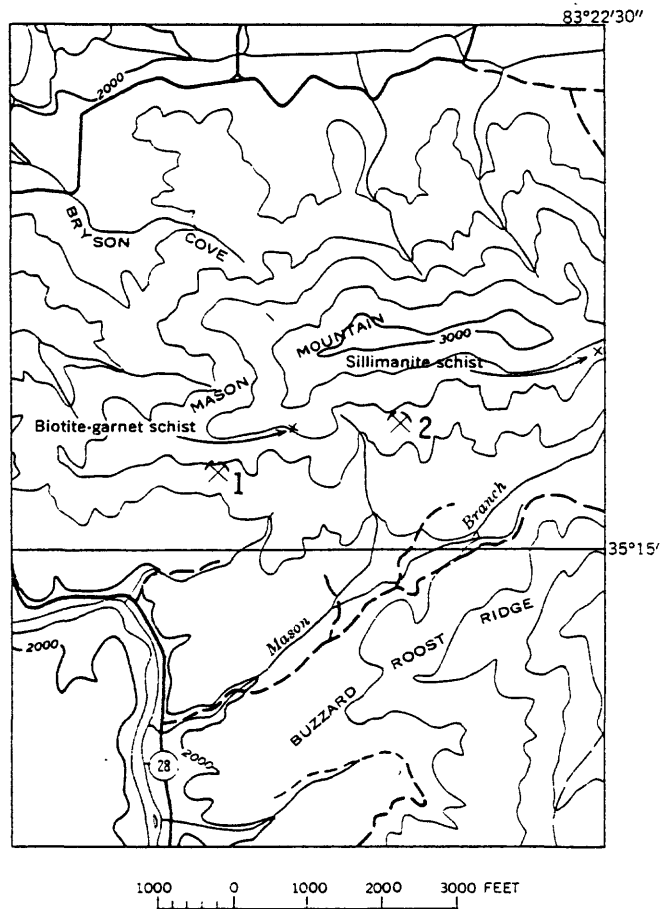 83°22'30"
2000
BRYSON
COVE
MOUNTAIN
3000
Sillimanite schist
MASON
Biotite-garnet schist
2
1
Branch
35°15'
2000
Mason
BUZZARD ROOST RIDGE
28
2000
1000 0 1000 2000 3000 FEET